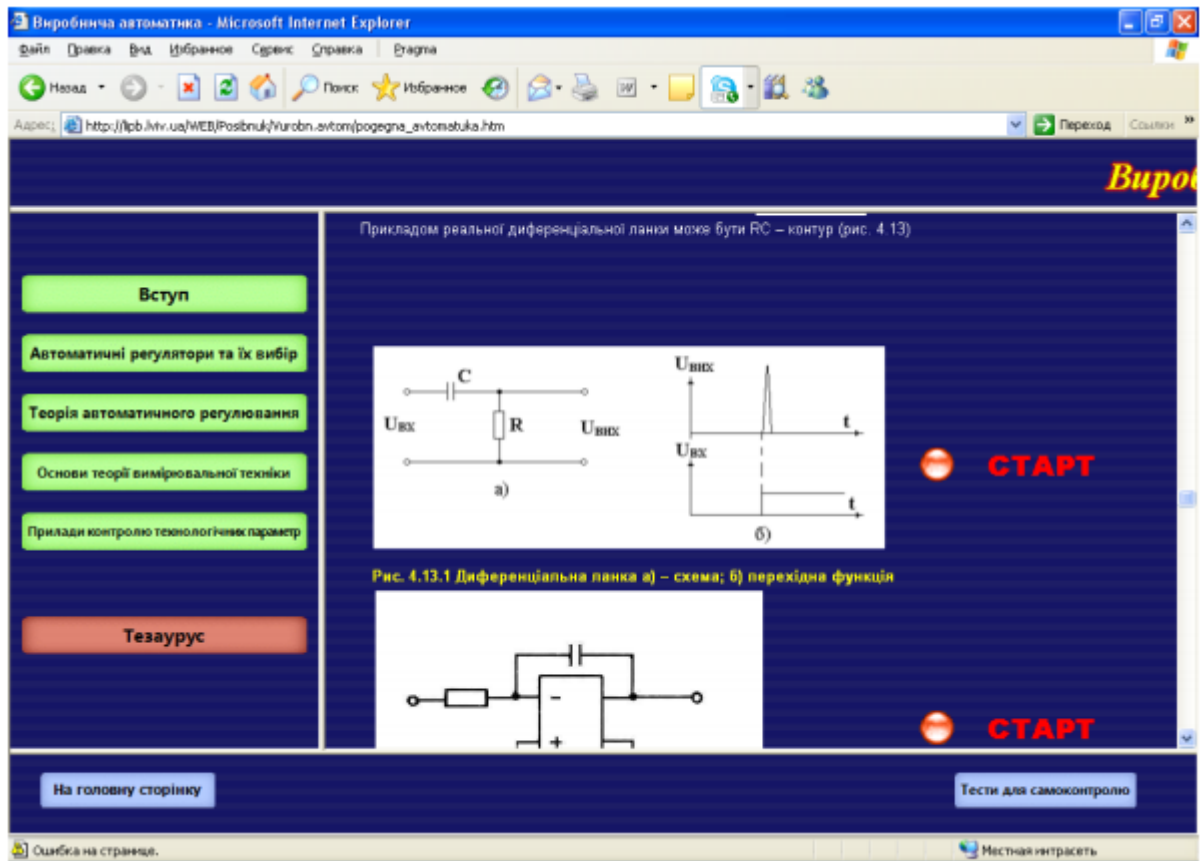 Виробнича автоматика - Microsoft Internet Explorer
Файл Правка Вид Избранное Сервис Справка Pragma
Назад Поиск Избранное
Адрес: http://lipb.lviv.ua/WEB/Posibnuk/Vurobn.avtom/pogegna_avtomatuka.htm Переход Ссылки »
Вироб
Прикладом реальної диференціальної ланки може бути RC – контур (рис. 4.13)
Вступ
Автоматичні регулятори та їх вибір
Теорія автоматичного регулювання
Основи теорії вимірювальної техніки
Прилади контролю технологічних параметр
Тезаурус
C
Uвх
R
Uвих
а)
Uвих
t
Uвх
t
б)
СТАРТ
Рис. 4.13.1 Диференціальна ланка а) – схема; б) перехідна функція
−
+
СТАРТ
На головну сторінку
Тести для самоконтролю
Ошибка на странице.
Местная интрасеть